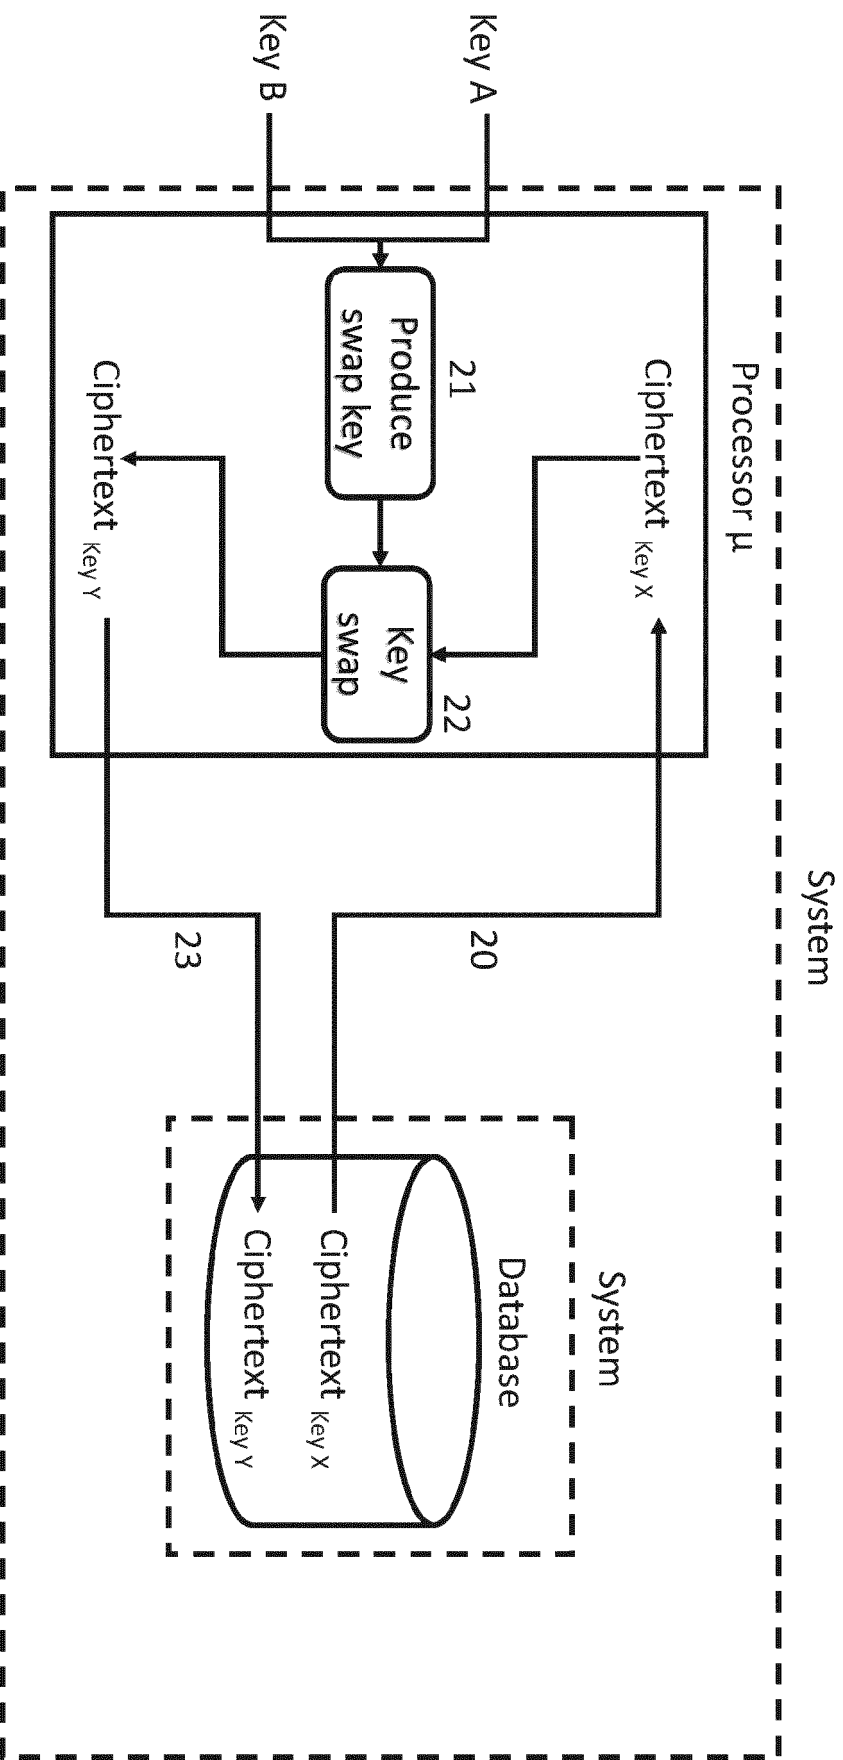 System
Processor μ
Key A
Key B
Ciphertext Key X
21
Produce
swap key
22
Key
swap
Ciphertext Key Y
20
23
System
Database
Ciphertext Key X
Ciphertext Key Y